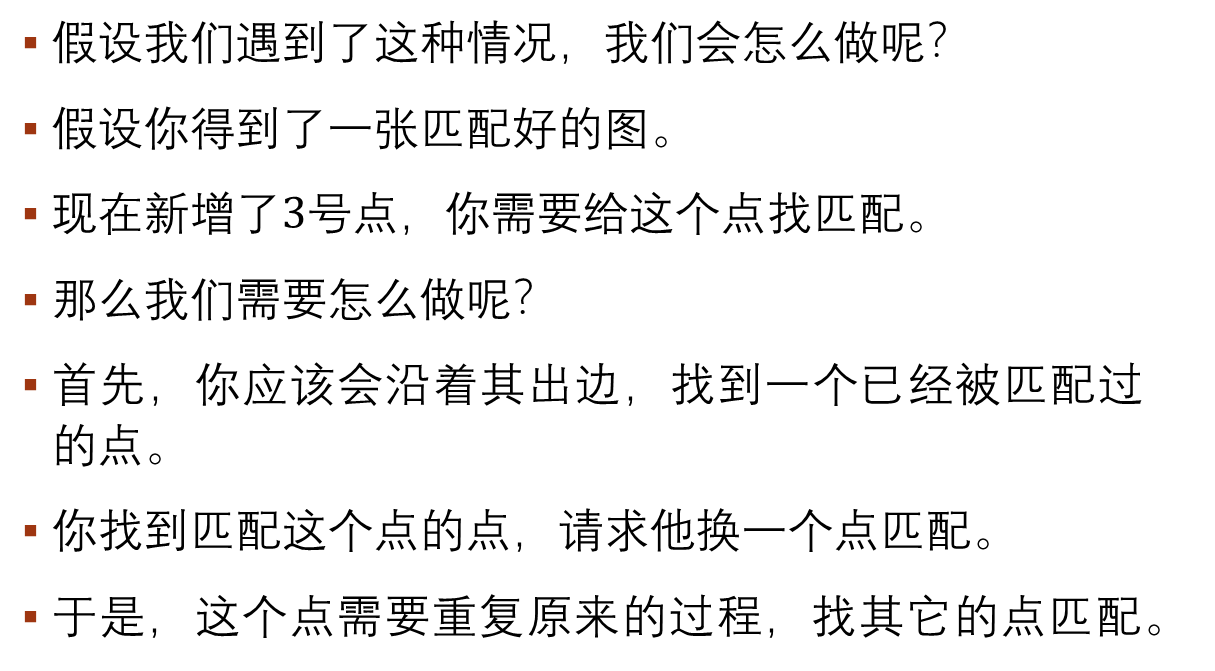 ▪ 假设我们遇到了这种情况，我们会怎么做呢？
▪ 假设你得到了一张匹配好的图。
▪ 现在新增了3号点，你需要给这个点找匹配。
▪ 那么我们需要怎么做呢？
▪ 首先，你应该会沿着其出边，找到一个已经被匹配过
的点。
▪ 你找到匹配这个点的点，请求他换一个点匹配。
▪ 于是，这个点需要重复原来的过程，找其它的点匹配。